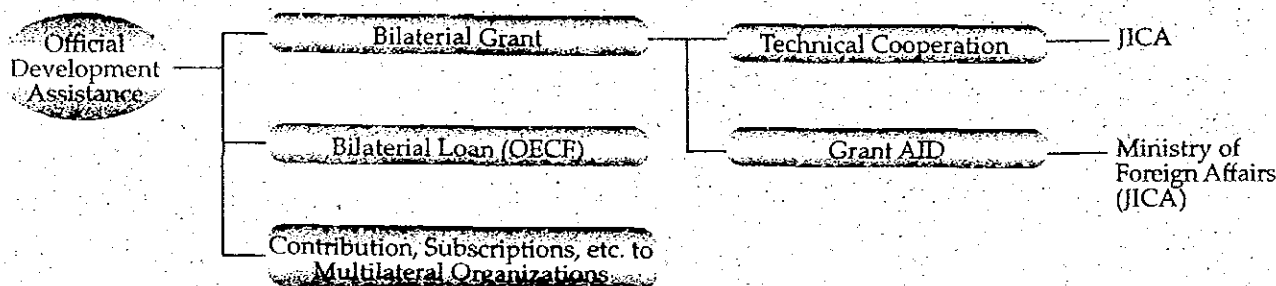 Official
Development
Assistance
Bilaterial Grant
Technical Cooperation
JICA
Bilaterial Loan (OECF)
Grant AID
Ministry of
Foreign Affairs
(JICA)
Contribution, Subscriptions, etc. to
Multilateral Organizations